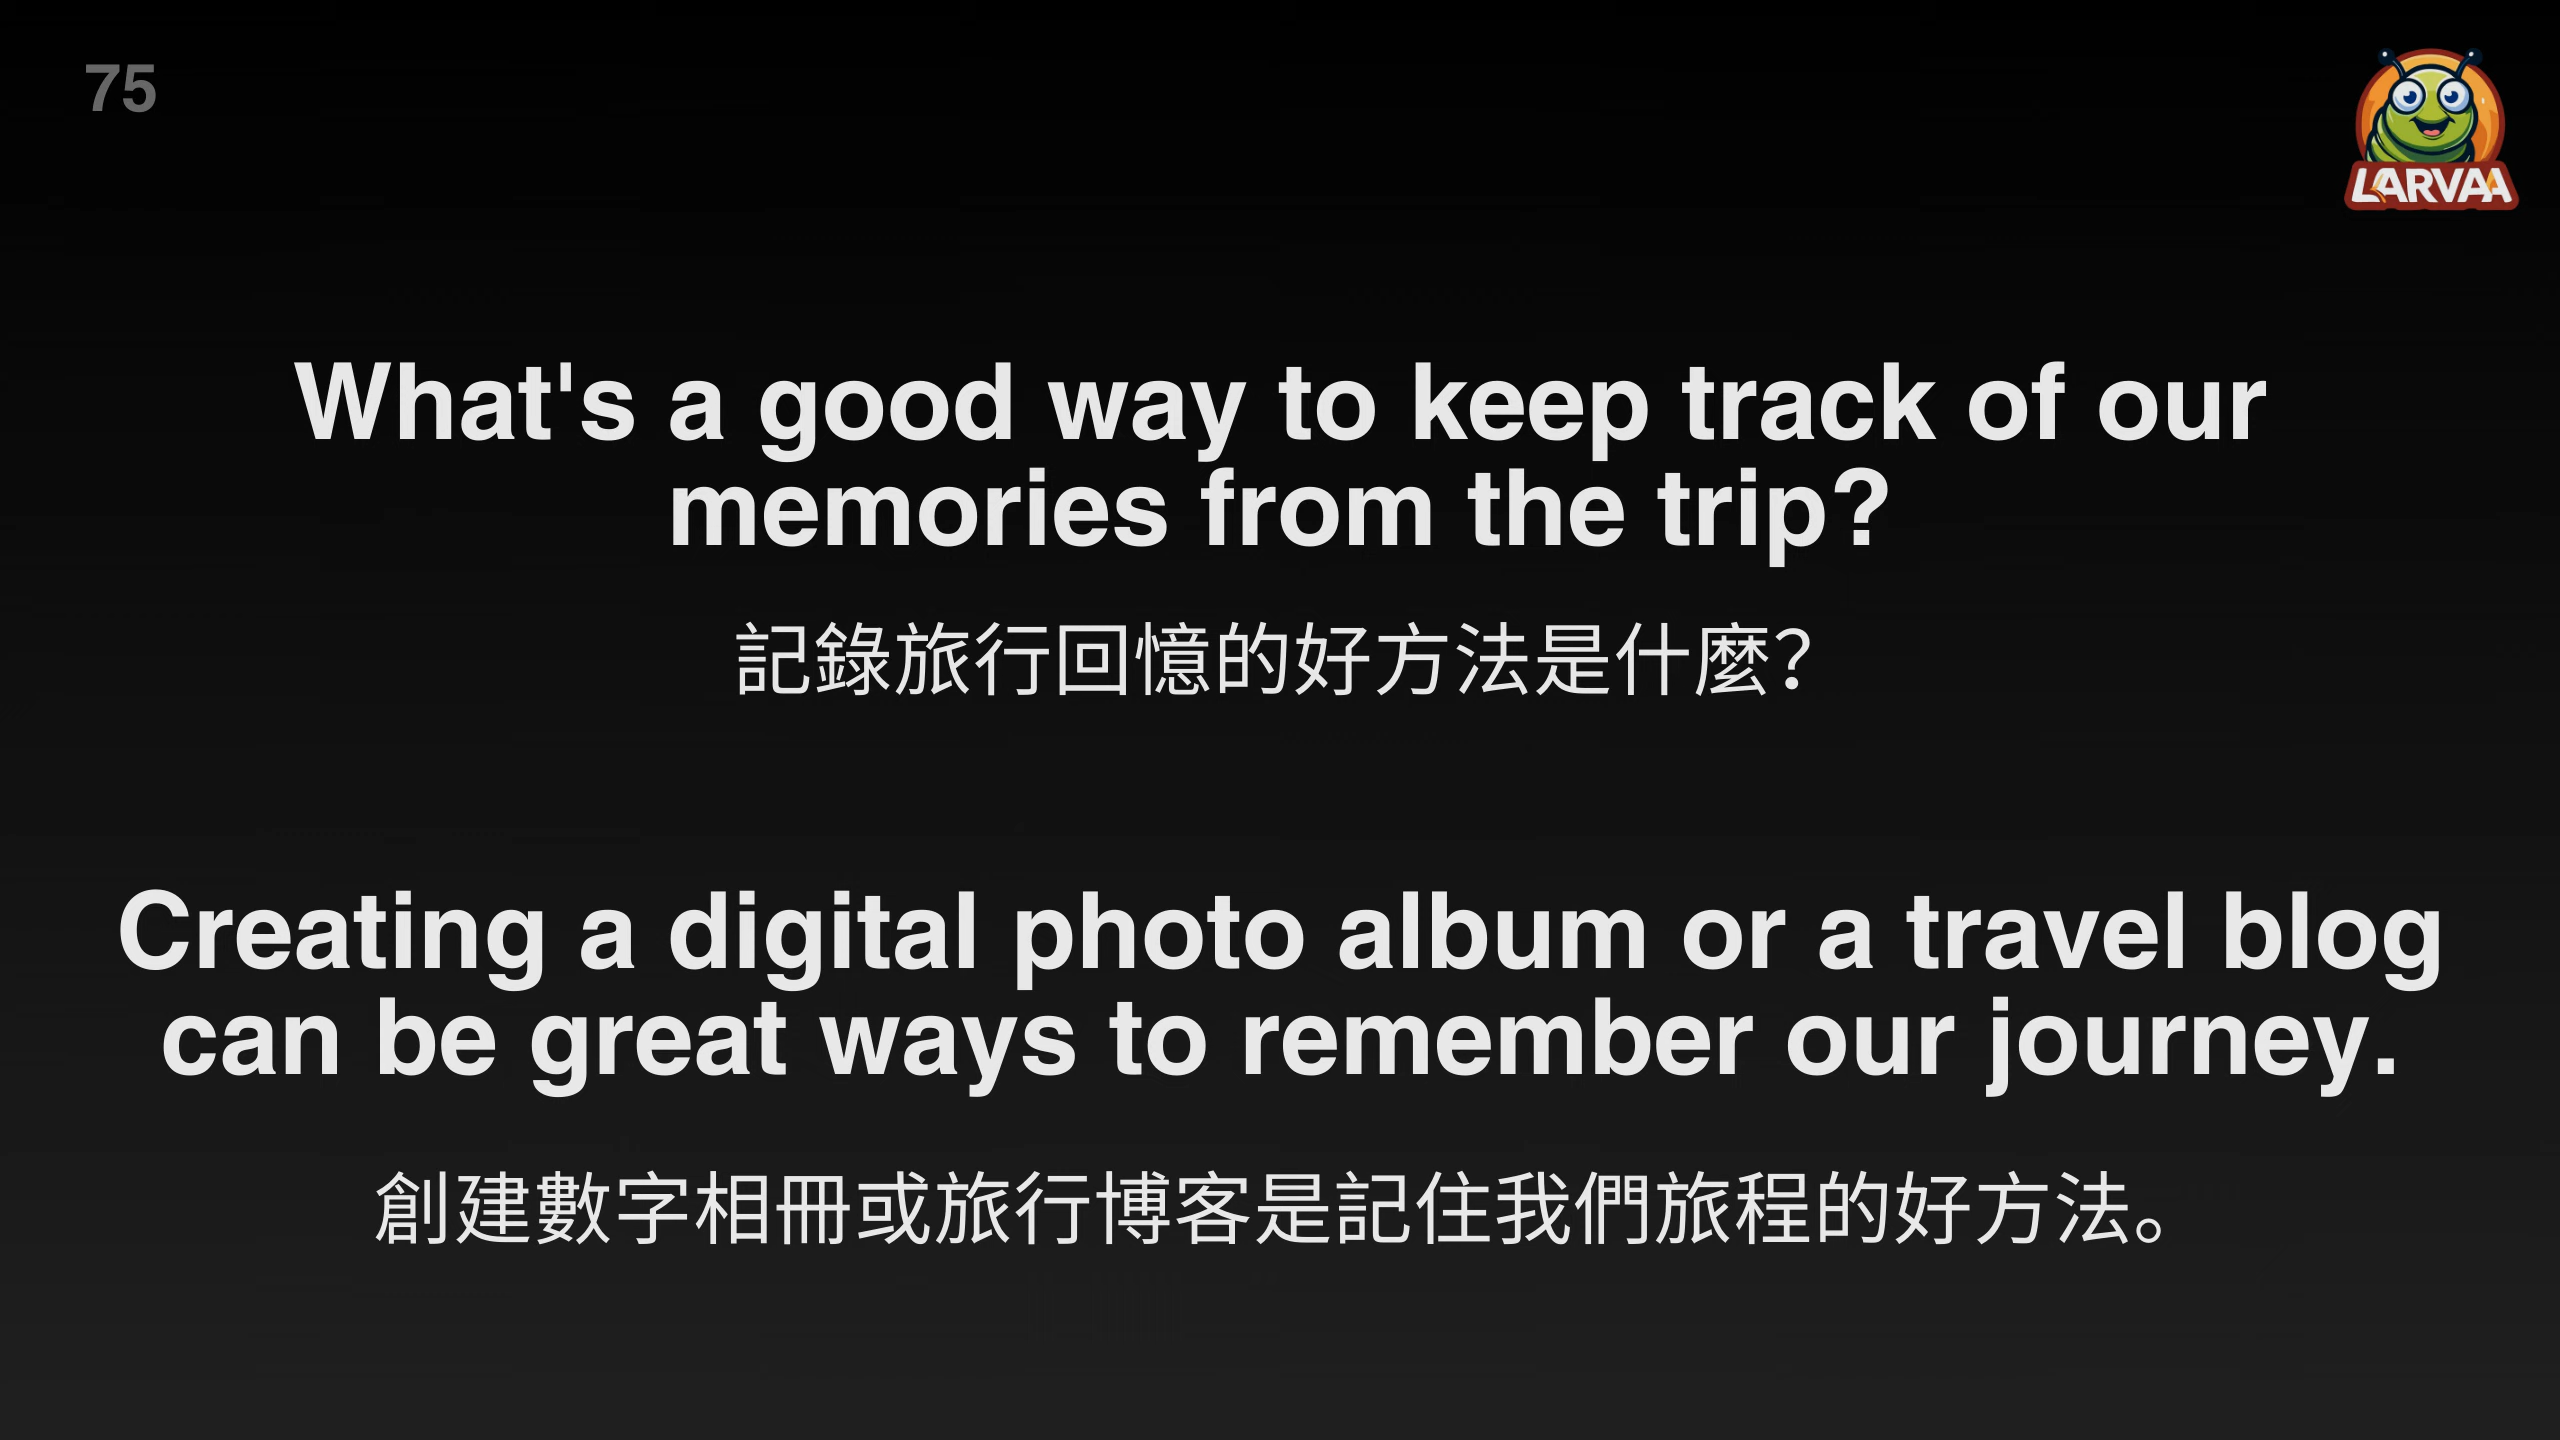 75
LARVAA
What's a good way to keep track of our
memories from the trip?
記錄旅行回憶的好方法是什麼?
Creating a digital photo album or a travel blog
can be great ways to remember our journey.
創建數字相冊或旅行博客是記住我們旅程的好方法。